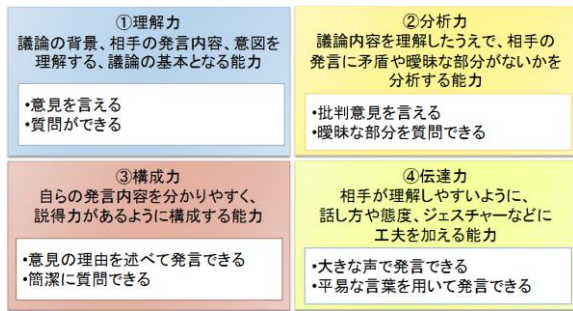 ①理解力
議論の背景、相手の発言内容、意図を
理解する、議論の基本となる能力
•意見を言える
•質問ができる
②分析力
議論内容を理解したうえで、相手の
発言に矛盾や曖昧な部分がないかを
分析する能力
•批判意見を言える
•曖昧な部分を質問できる
③構成力
自らの発言内容を分かりやすく、
説得力があるように構成する能力
•意見の理由を述べて発言できる
•簡潔に質問できる
④伝達力
相手が理解しやすいように、
話し方や態度、ジェスチャーなどに
工夫を加える能力
•大きな声で発言できる
•平易な言葉を用いて発言できる